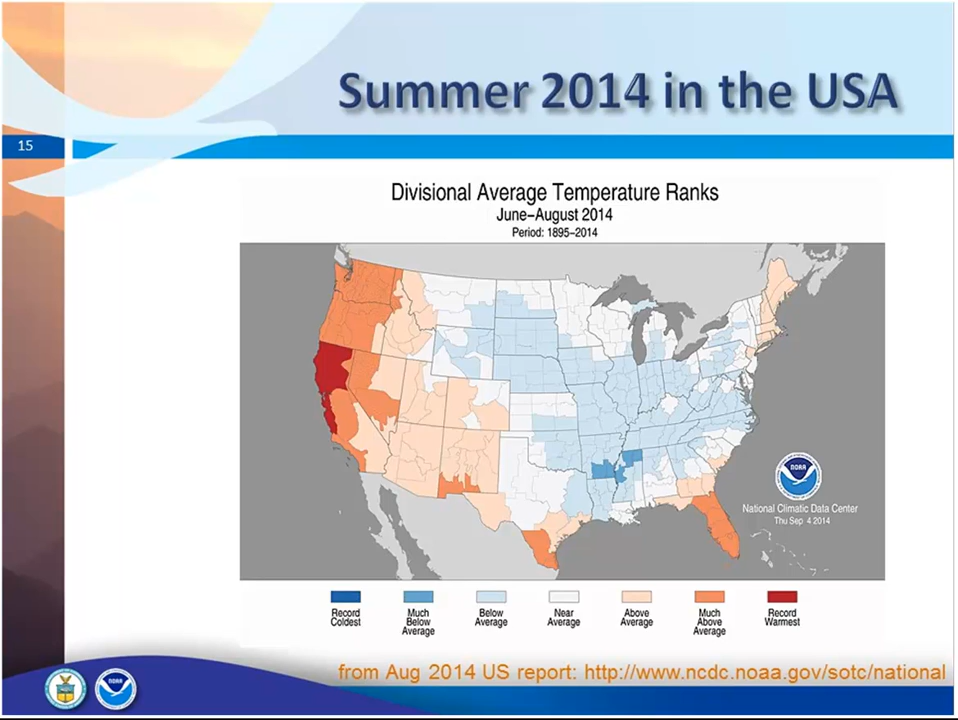 Summer 2014 in the USA
15
Divisional Average Temperature Ranks
June–August 2014
Period: 1895–2014
NOAA
National Climatic Data Center
Thu Sep 4 2014
Record Coldest
Much Below Average
Below Average
Near Average
Above Average
Much Above Average
Record Warmest
from Aug 2014 US report: http://www.ncdc.noaa.gov/sotc/national
NOAA